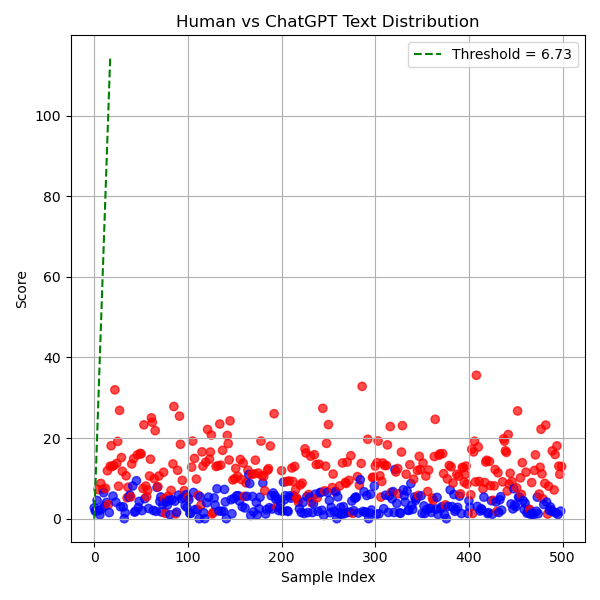 Human vs ChatGPT Text Distribution
Threshold = 6.73
Score
100
80
60
40
20
0
0 100 200 300 400 500
Sample Index